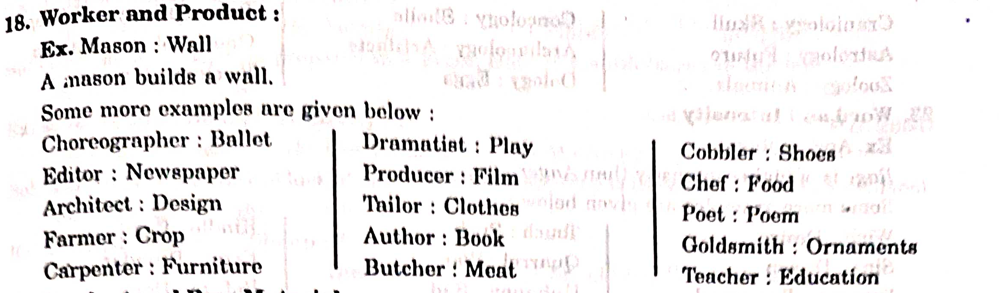 18. Worker and Product :
Ex. Mason : Wall
A mason builds a wall.
Some more examples are given below :
Choreographer : Ballet
Editor : Newspaper
Architect : Design
Farmer : Crop
Carpenter : Furniture
Dramatist : Play
Producer : Film
Tailor : Clothes
Author : Book
Butcher : Meat
Cobbler : Shoes
Chef : Food
Poet : Poem
Goldsmith : Ornaments
Teacher : Education